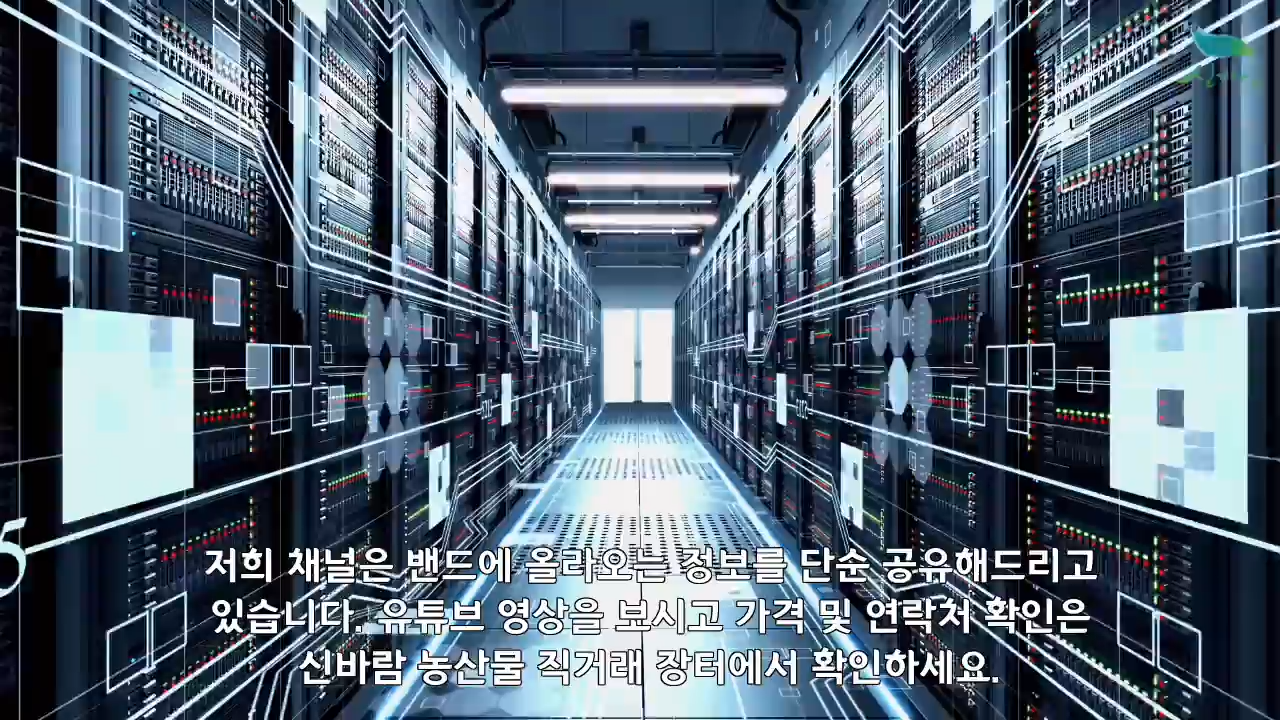 저희 채널은 밴드에 올라오는 정보를 단순 공유해드리고
있습니다. 유튜브 영상을 보시고 가격 및 연락처 확인은
신바람 농산물 직거래 장터에서 확인하세요.
5